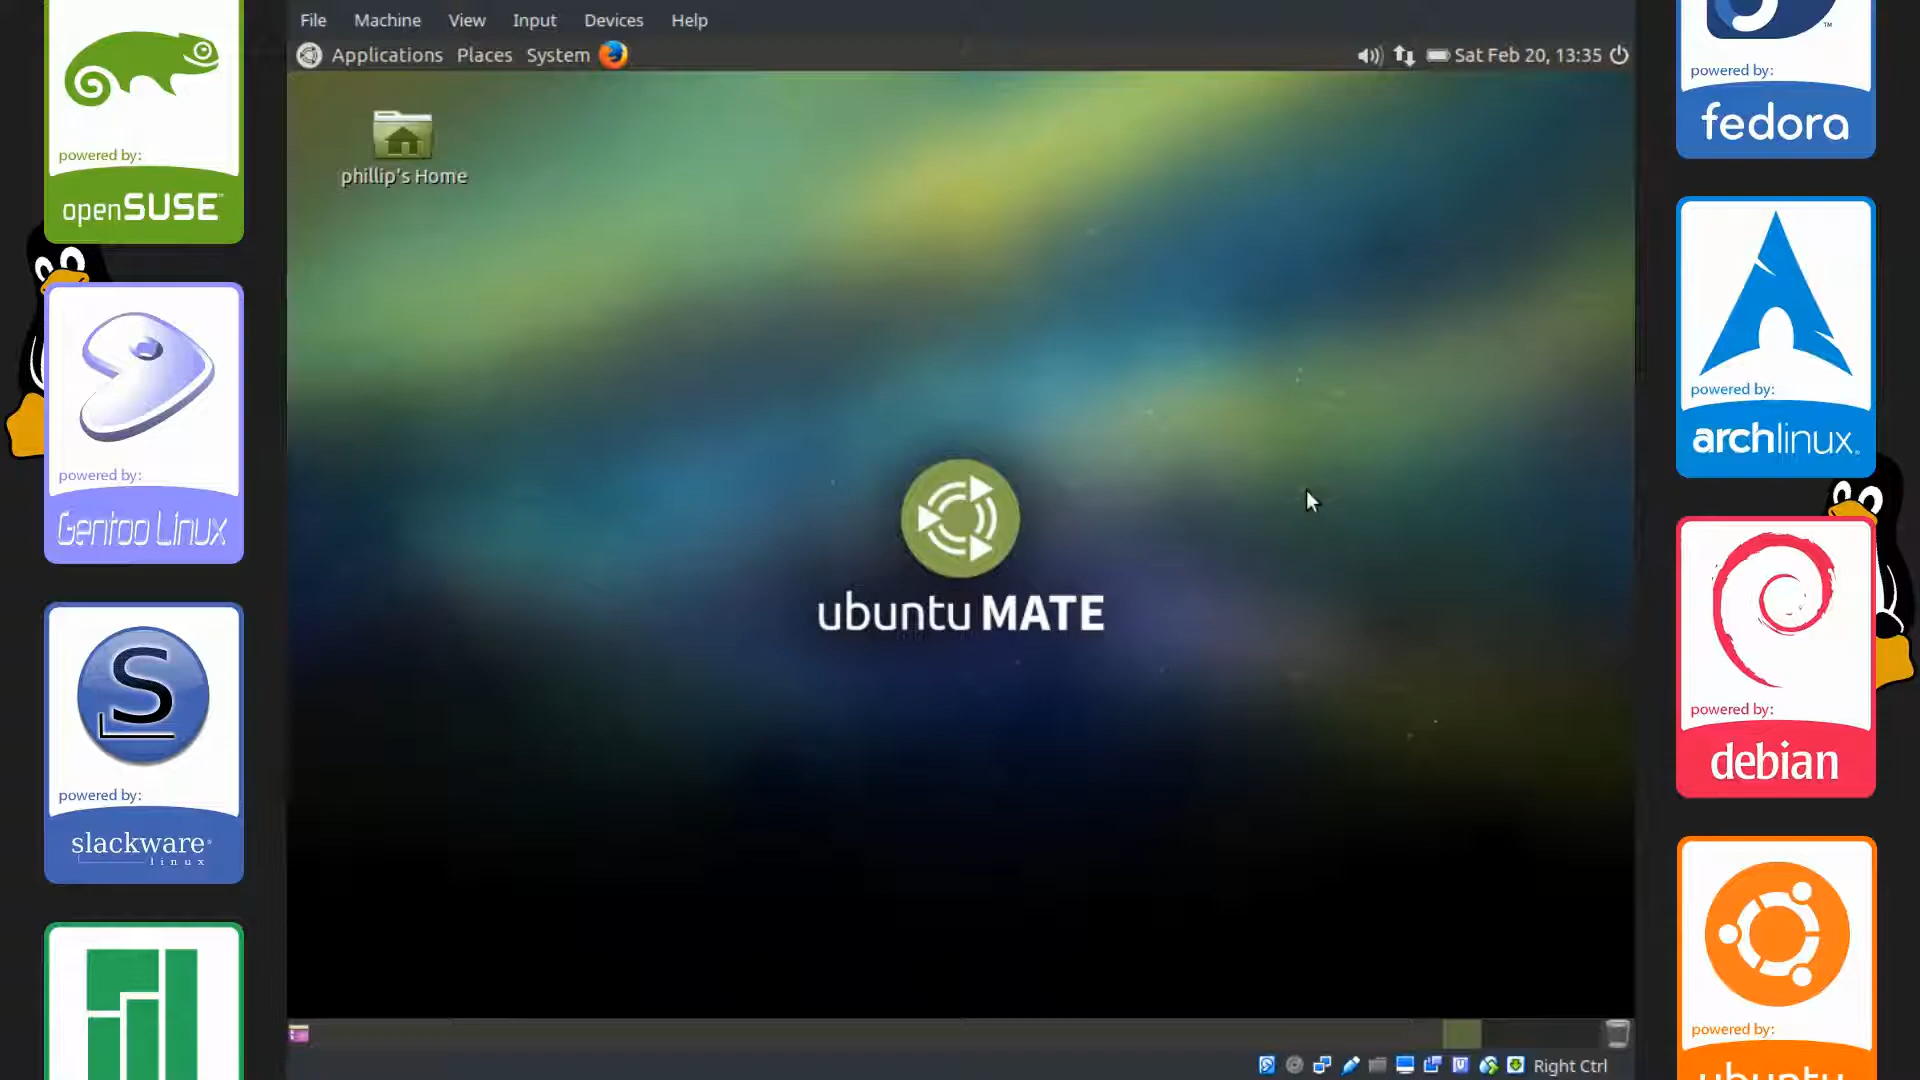 File Machine View Input Devices Help
Applications Places System Sat Feb 20, 13:35
phillip's Home
ubuntu MATE
Right Ctrl
powered by:
openSUSE
powered by:
Gentoo Linux
powered by:
slackware
linux
powered by:
fedora
powered by:
archlinux
powered by:
debian
powered by:
ubuntu